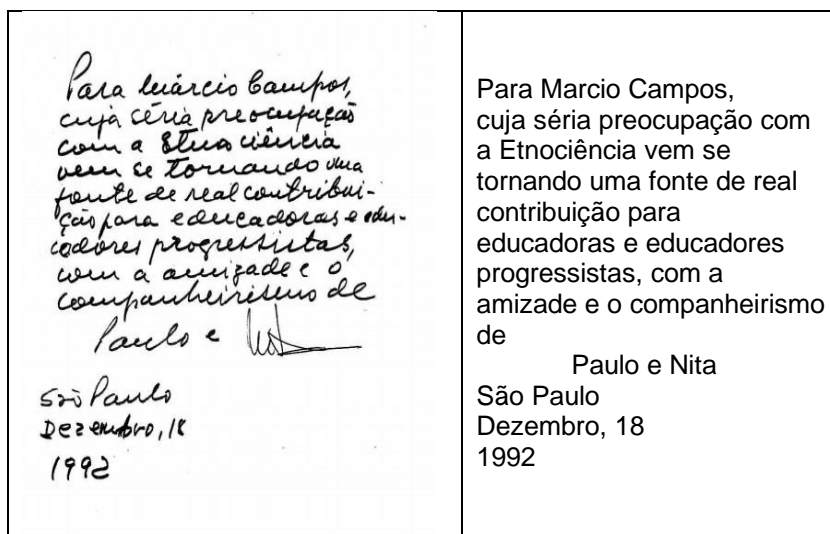 Para Márcio Campos,
cuja séria preocupação
com a Etnociência
vem se tornando uma
fonte de real contribui-
ção para educadoras e edu-
cadores progressistas,
com a amizade e o
companheirismo de
Paulo e Nita
São Paulo
Dezembro, 18
1992
Para Marcio Campos,
cuja séria preocupação com
a Etnociência vem se
tornando uma fonte de real
contribuição para
educadoras e educadores
progressistas, com a
amizade e o companheirismo
de
Paulo e Nita
São Paulo
Dezembro, 18
1992